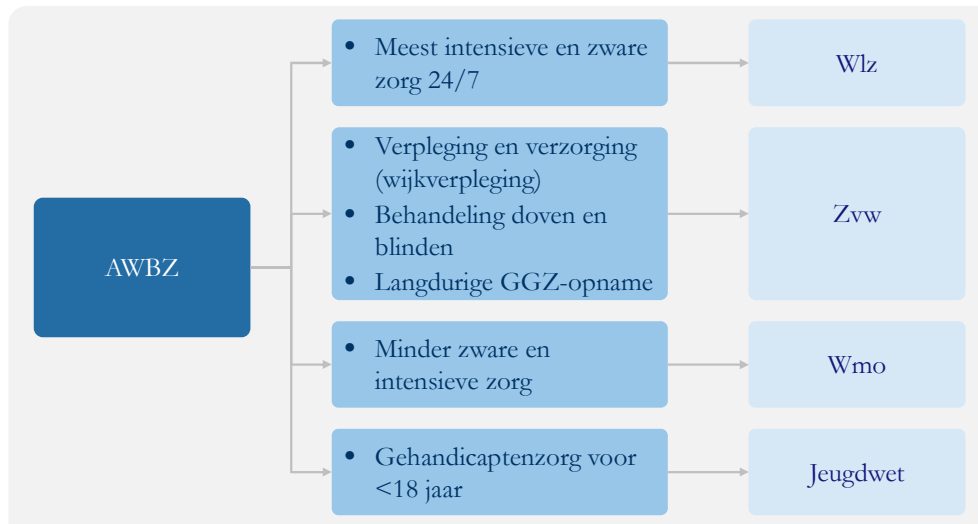 • Meest intensieve en zware
zorg 24/7
Wlz
• Verpleging en verzorging
(wijkverpleging)
• Behandeling doven en
blinden
• Langdurige GGZ-opname
Zvw
AWBZ
• Minder zware en
intensieve zorg
Wmo
• Gehandicaptenzorg voor
<18 jaar
Jeugdwet